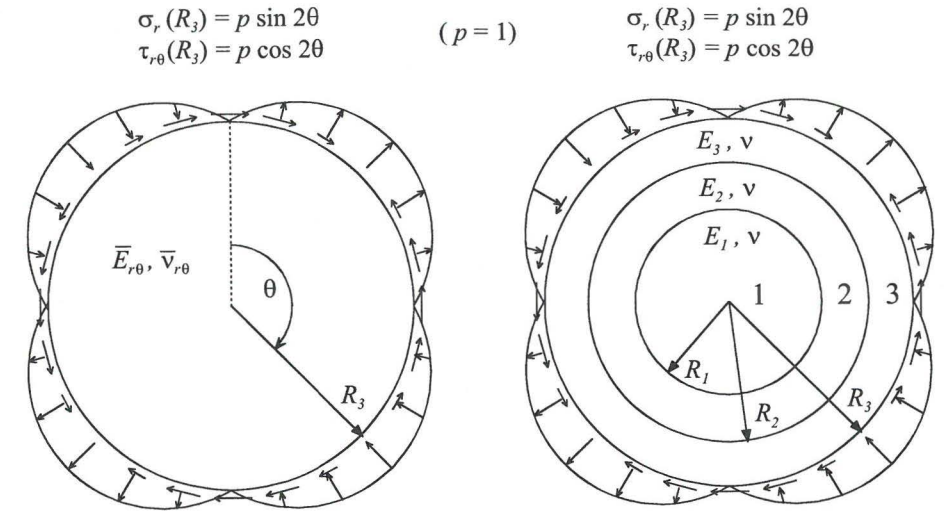 σr (R3) = p sin 2θ
τrθ(R3) = p cos 2θ
( p = 1)
σr (R3) = p sin 2θ
τrθ(R3) = p cos 2θ
E̅rθ, ν̅rθ
θ
R3
E3 , ν
E2 , ν
E1 , ν
1
2
3
R1
R2
R3